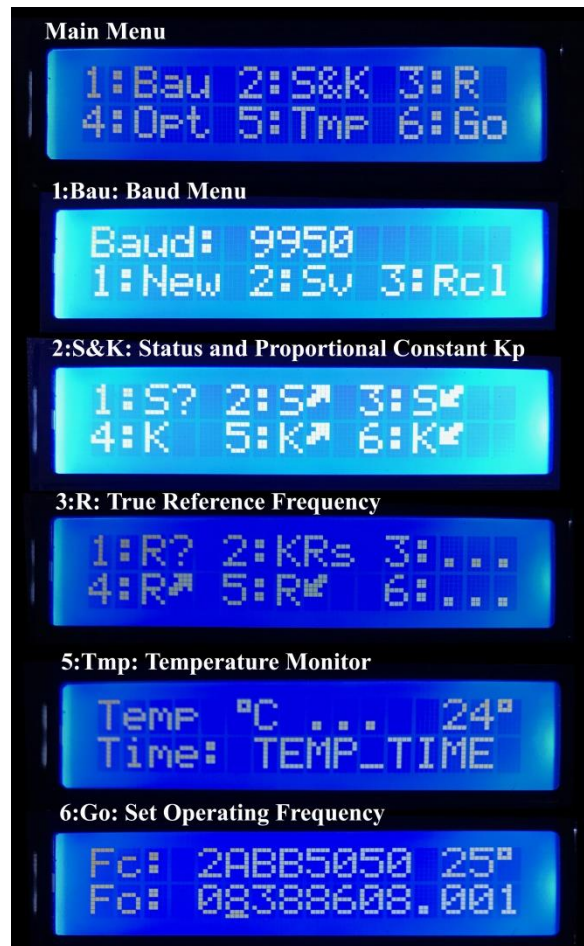 Main Menu
1:Bau 2:S&K 3:R
4:Opt 5:Tmp 6:Go
1:Bau: Baud Menu
Baud: 9950
1:New 2:Sv 3:Rcl
2:S&K: Status and Proportional Constant Kp
1:S? 2:S↗ 3:S↙
4:K 5:K↗ 6:K↙
3:R: True Reference Frequency
1:R? 2:KRs 3:...
4:R↗ 5:R↙ 6:...
5:Tmp: Temperature Monitor
Temp °C ... 24°
Time: TEMP_TIME
6:Go: Set Operating Frequency
Fc: 2ABB5050 25°
Fo: 08388608.001